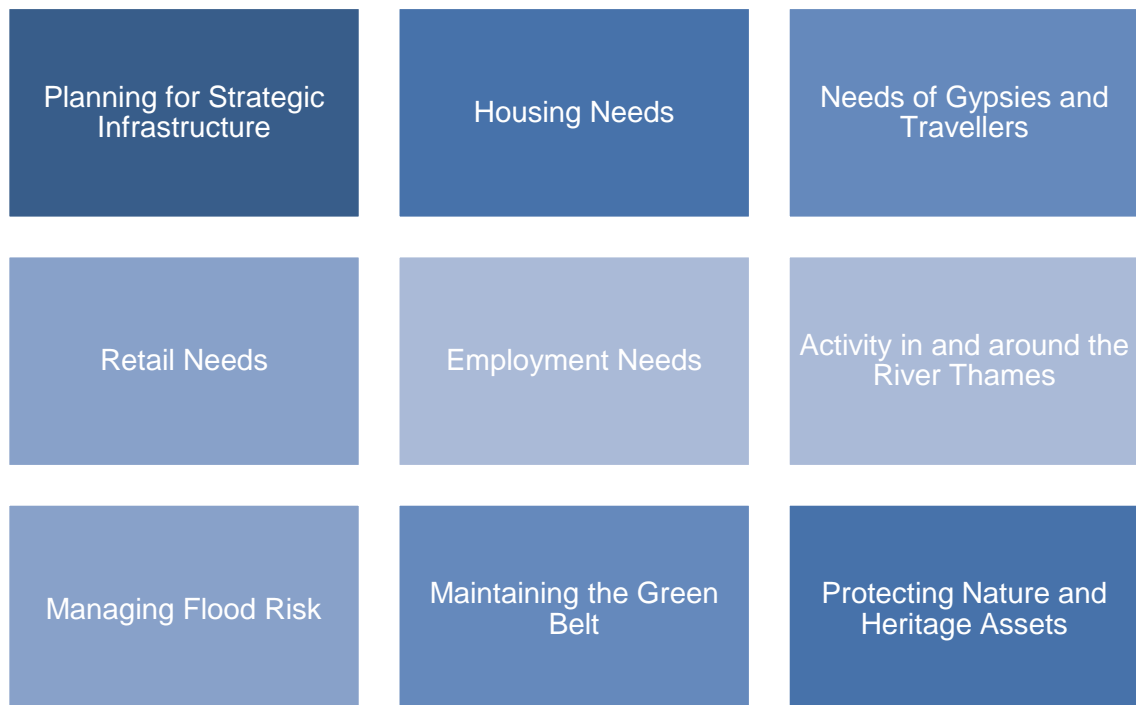 Planning for Strategic
Infrastructure
Housing Needs
Needs of Gypsies and
Travellers
Retail Needs
Employment Needs
Activity in and around the
River Thames
Managing Flood Risk
Maintaining the Green
Belt
Protecting Nature and
Heritage Assets